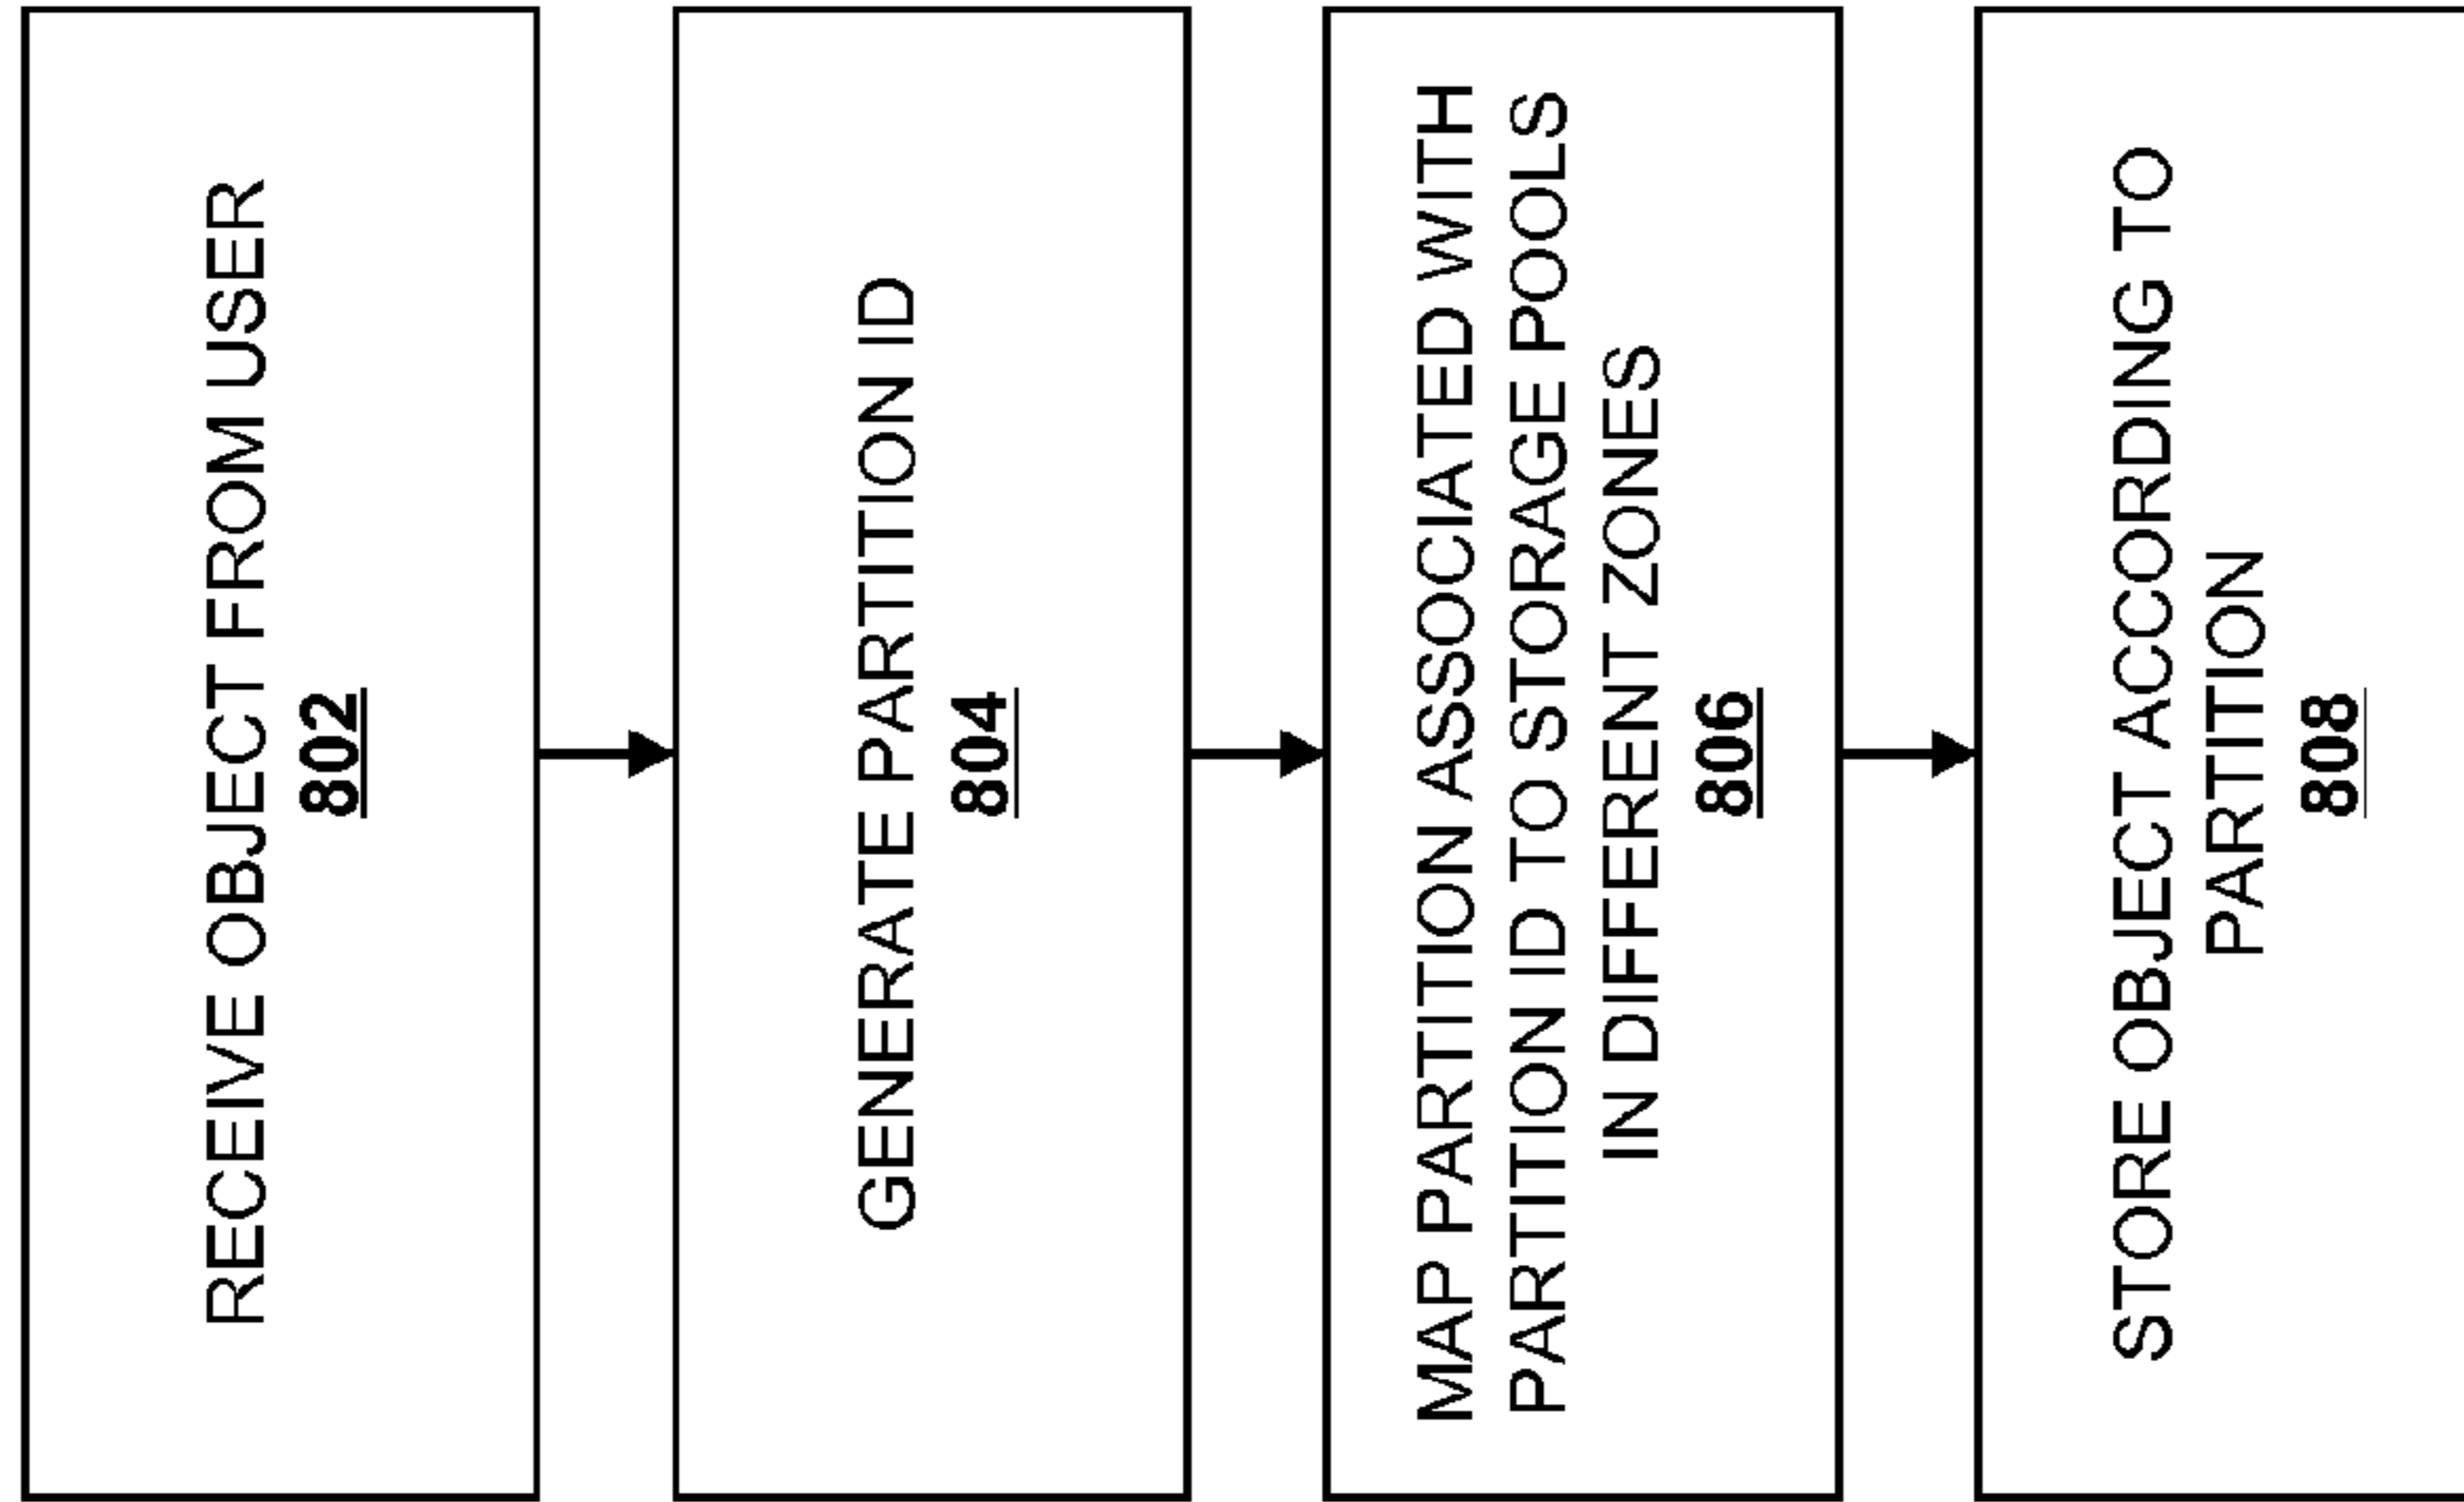 RECEIVE OBJECT FROM USER
802
GENERATE PARTITION ID
804
MAP PARTITION ASSOCIATED WITH
PARTITION ID TO STORAGE POOLS
IN DIFFERENT ZONES
806
STORE OBJECT ACCORDING TO
PARTITION
808